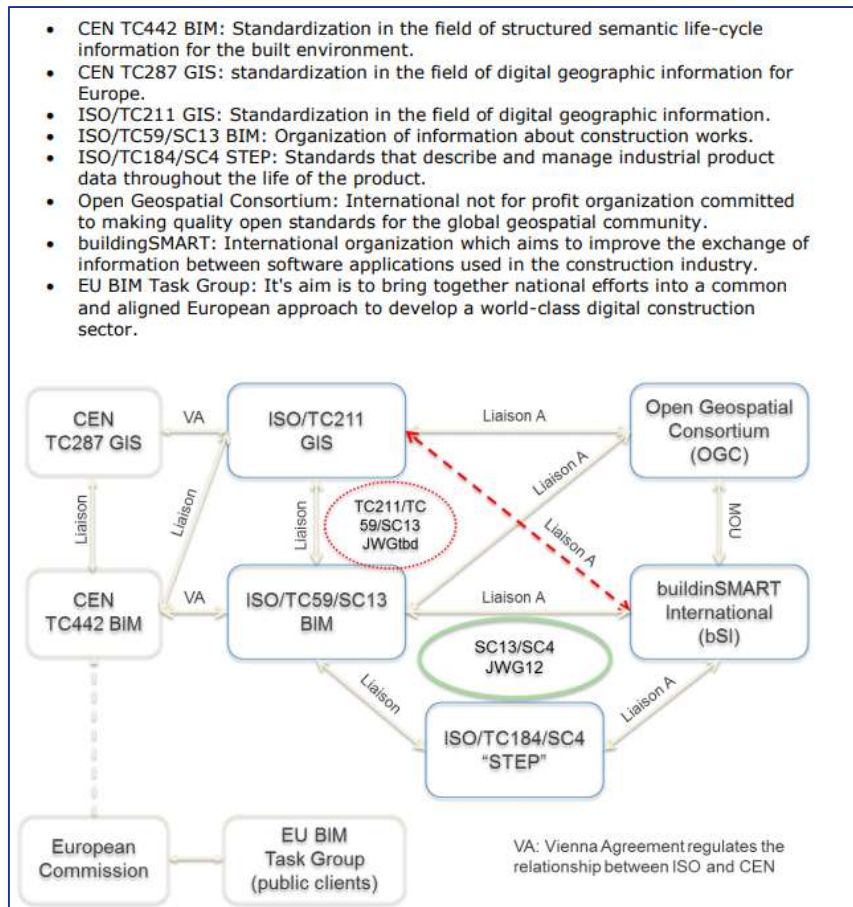 • CEN TC442 BIM: Standardization in the field of structured semantic life-cycle
information for the built environment.
• CEN TC287 GIS: standardization in the field of digital geographic information for
Europe.
• ISO/TC211 GIS: Standardization in the field of digital geographic information.
• ISO/TC59/SC13 BIM: Organization of information about construction works.
• ISO/TC184/SC4 STEP: Standards that describe and manage industrial product
data throughout the life of the product.
• Open Geospatial Consortium: International not for profit organization committed
to making quality open standards for the global geospatial community.
• buildingSMART: International organization which aims to improve the exchange of
information between software applications used in the construction industry.
• EU BIM Task Group: It's aim is to bring together national efforts into a common
and aligned European approach to develop a world-class digital construction
sector.
CEN
TC287 GIS
VA
ISO/TC211
GIS
Liaison A
Open Geospatial
Consortium
(OGC)
Liaison
Liaison
Liaison
TC211/TC
59/SC13
JWGtbd
Liaison A
Liaison A
MOU
CEN
TC442 BIM
VA
ISO/TC59/SC13
BIM
Liaison A
buildinSMART
International
(bSI)
SC13/SC4
JWG12
Liaison
Liaison A
ISO/TC184/SC4
“STEP”
European
Commission
EU BIM
Task Group
(public clients)
VA: Vienna Agreement regulates the
relationship between ISO and CEN